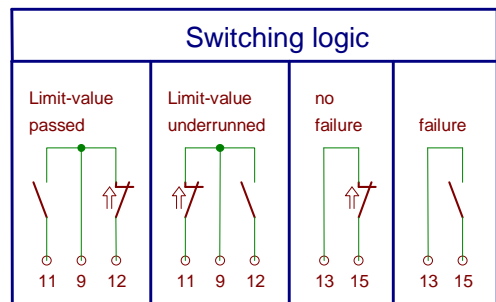 Switching logic
Limit-value
passed
11 9 12
Limit-value
underrunned
11 9 12
no
failure
13 15
failure
13 15